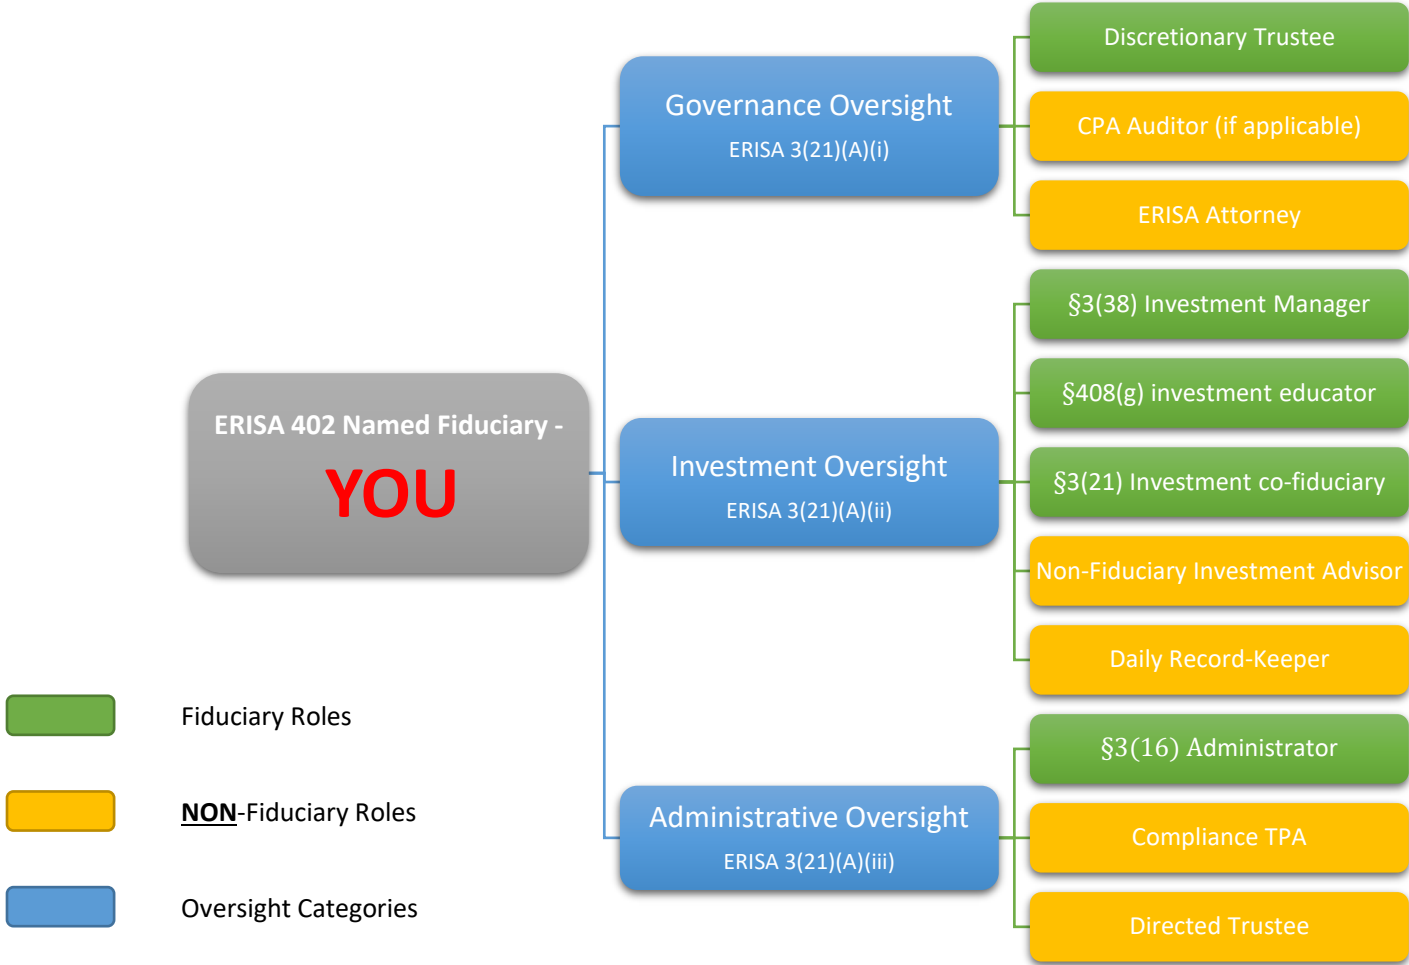 ERISA 402 Named Fiduciary -
YOU
Governance Oversight
ERISA 3(21)(A)(i)
Discretionary Trustee
CPA Auditor (if applicable)
ERISA Attorney
Investment Oversight
ERISA 3(21)(A)(ii)
§3(38) Investment Manager
§408(g) investment educator
§3(21) Investment co-fiduciary
Non-Fiduciary Investment Advisor
Daily Record-Keeper
Administrative Oversight
ERISA 3(21)(A)(iii)
§3(16) Administrator
Compliance TPA
Directed Trustee
Fiduciary Roles
NON-Fiduciary Roles
Oversight Categories